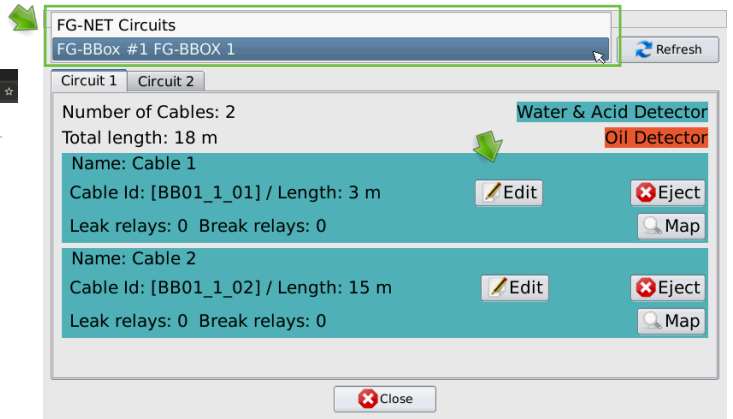 FG-NET Circuits
FG-BBox #1 FG-BBOX 1
Refresh
Circuit 1 Circuit 2
Number of Cables: 2 Water & Acid Detector
Total length: 18 m Oil Detector
Name: Cable 1
Cable Id: [BB01_1_01] / Length: 3 m Edit Eject
Leak relays: 0 Break relays: 0 Map
Name: Cable 2
Cable Id: [BB01_1_02] / Length: 15 m Edit Eject
Leak relays: 0 Break relays: 0 Map
Close